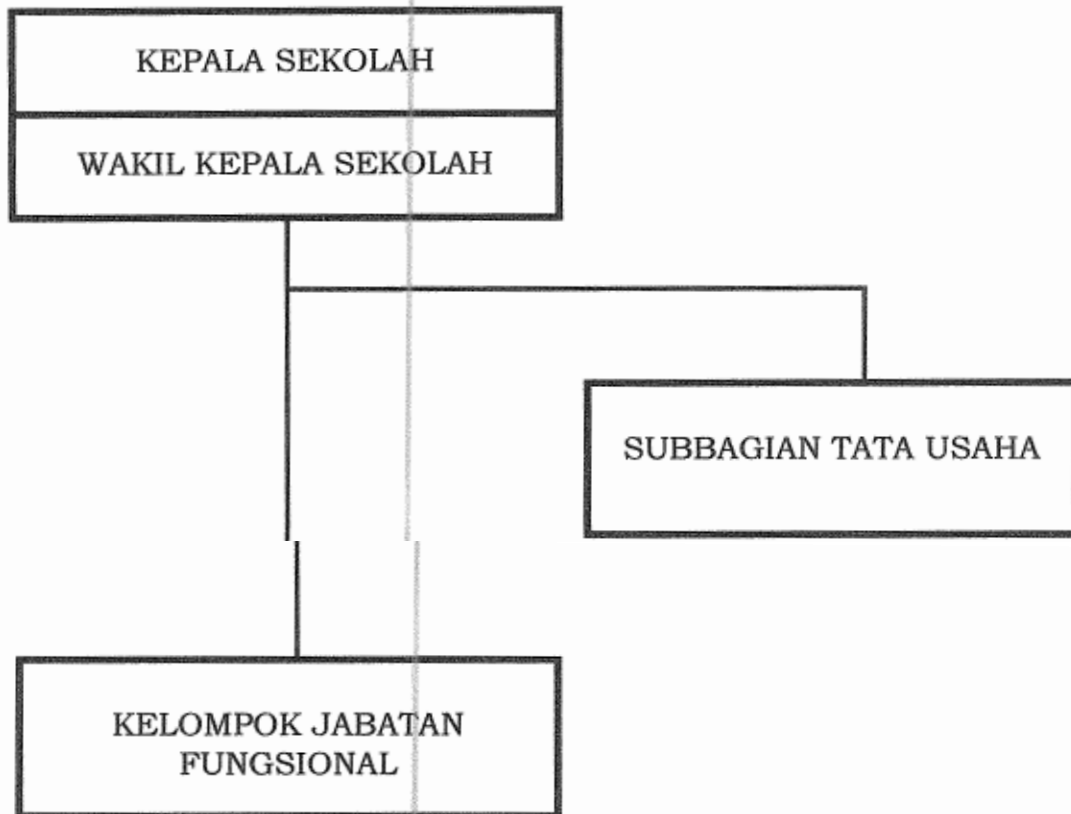 KEPALA SEKOLAH
WAKIL KEPALA SEKOLAH
SUBBAGIAN TATA USAHA
KELOMPOK JABATAN
FUNGSIONAL